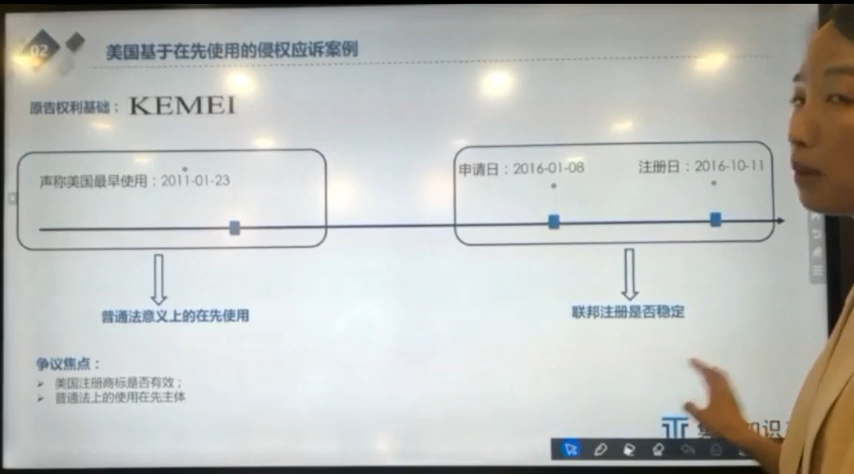 02
美国基于在先使用的侵权应诉案例
原告权利基础：KEMEI
声称美国最早使用：2011-01-23
申请日：2016-01-08
注册日：2016-10-11
普通法意义上的在先使用
联邦注册是否稳定
争议焦点：
美国注册商标是否有效；
普通法上的使用在先主体
知识